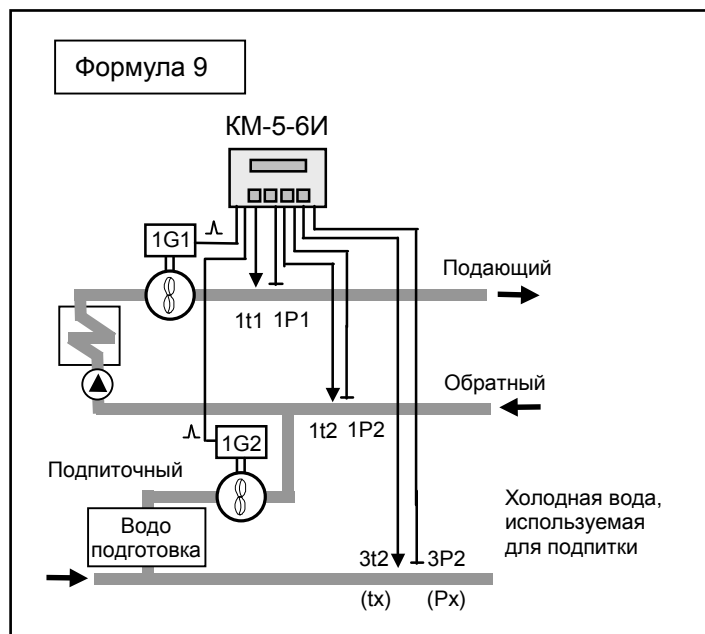 Формула 9
КМ-5-6И
1G1
Подающий
1t1 1P1
Обратный
1t2 1P2
1G2
Подпиточный
Водо
подготовка
Холодная вода,
используемая
для подпитки
3t2 3P2
(tx) (Px)